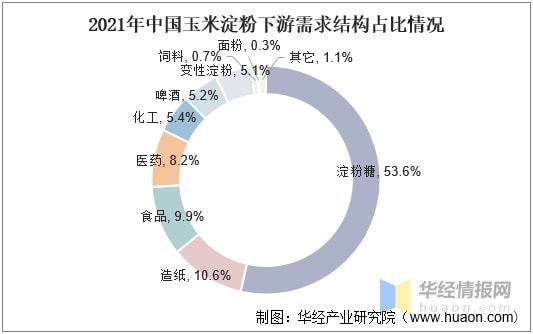 2021年中国玉米淀粉下游需求结构占比情况
面粉, 0.3%
饲料, 0.7%
其它, 1.1%
变性淀粉, 5.1%
啤酒, 5.2%
化工, 5.4%
医药, 8.2%
淀粉糖, 53.6%
食品, 9.9%
造纸, 10.6%
华经情报网
huaon.com
制图：华经产业研究院（www.huaon.com）